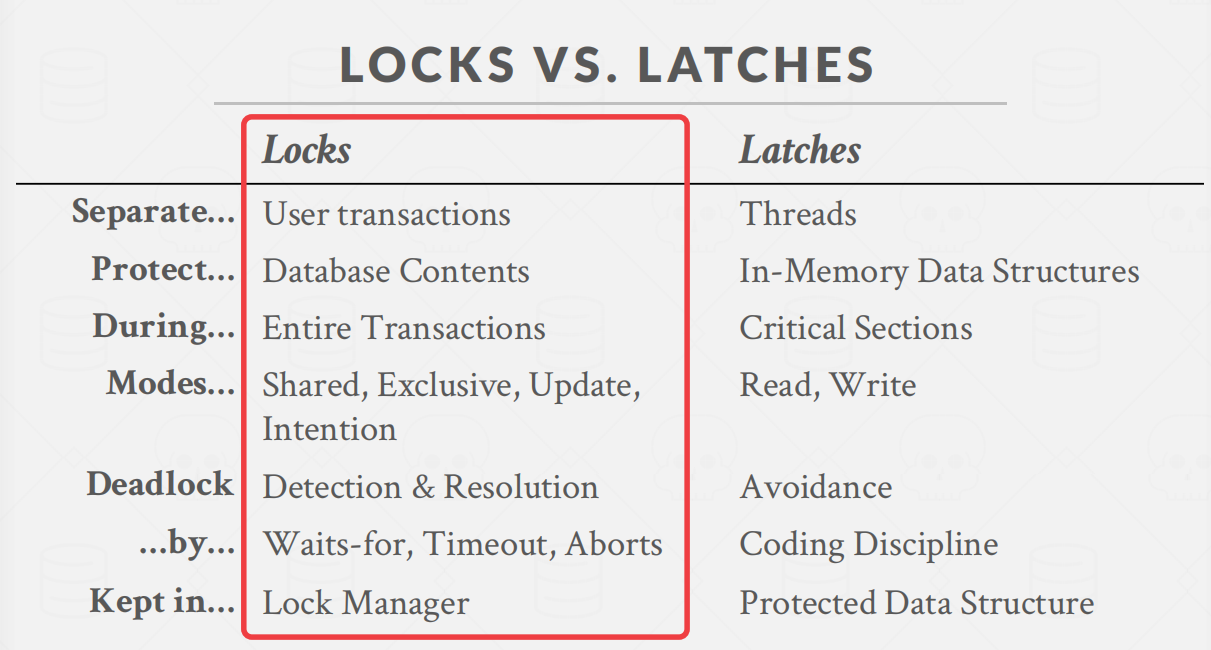 LOCKS VS. LATCHES
Locks Latches
Separate... User transactions Threads
Protect... Database Contents In-Memory Data Structures
During... Entire Transactions Critical Sections
Modes... Shared, Exclusive, Update, Read, Write
Intention
Deadlock Detection & Resolution Avoidance
...by... Waits-for, Timeout, Aborts Coding Discipline
Kept in... Lock Manager Protected Data Structure